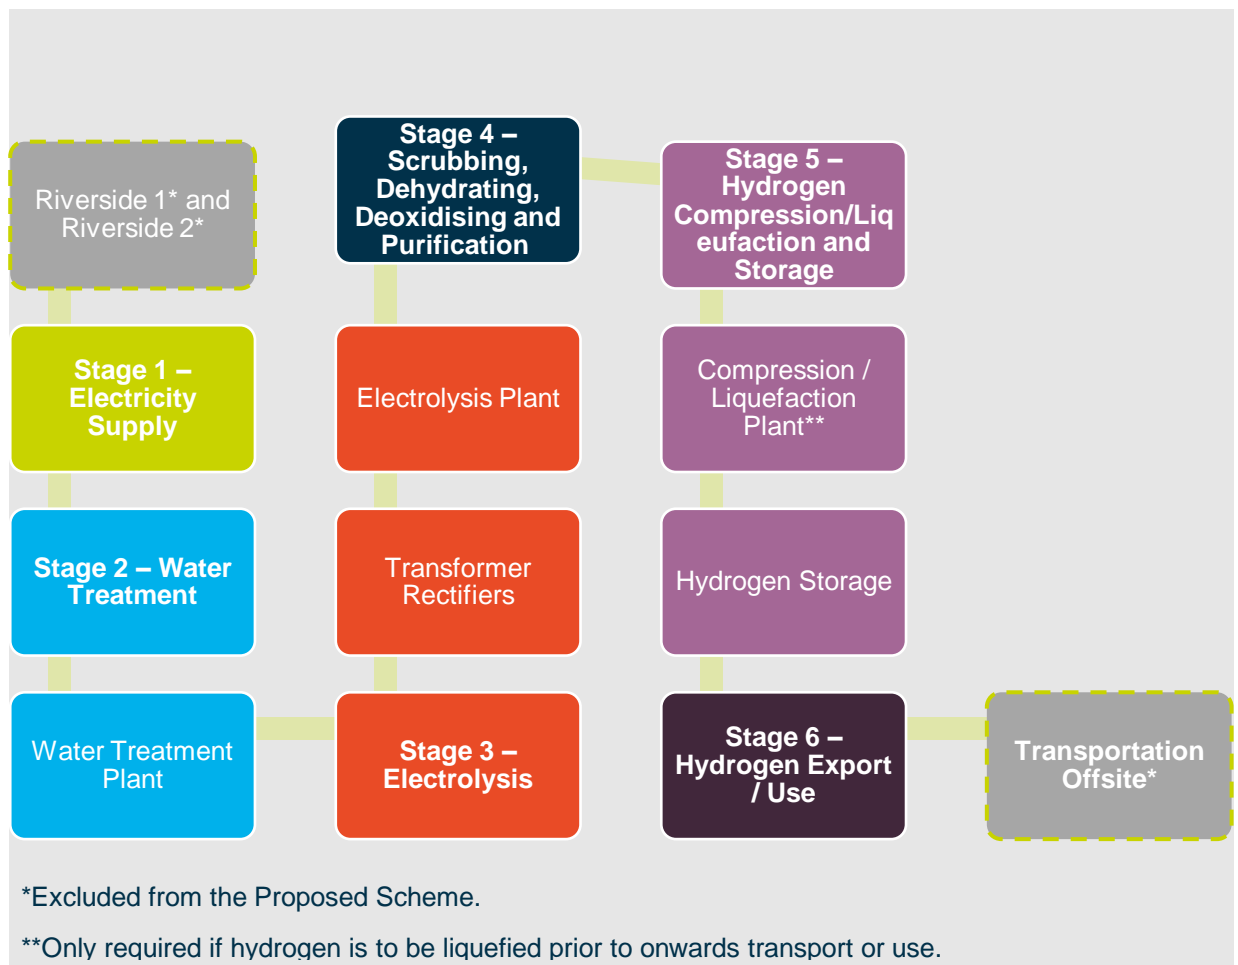 Riverside 1* and
Riverside 2*
Stage 1 –
Electricity
Supply
Stage 2 – Water
Treatment
Water Treatment
Plant
Stage 3 –
Electrolysis
Transformer
Rectifiers
Electrolysis Plant
Stage 4 –
Scrubbing,
Dehydrating,
Deoxidising and
Purification
Stage 5 –
Hydrogen
Compression/Liq
uefaction and
Storage
Compression /
Liquefaction
Plant**
Hydrogen Storage
Stage 6 –
Hydrogen Export
/ Use
Transportation
Offsite*
*Excluded from the Proposed Scheme.
**Only required if hydrogen is to be liquefied prior to onwards transport or use.